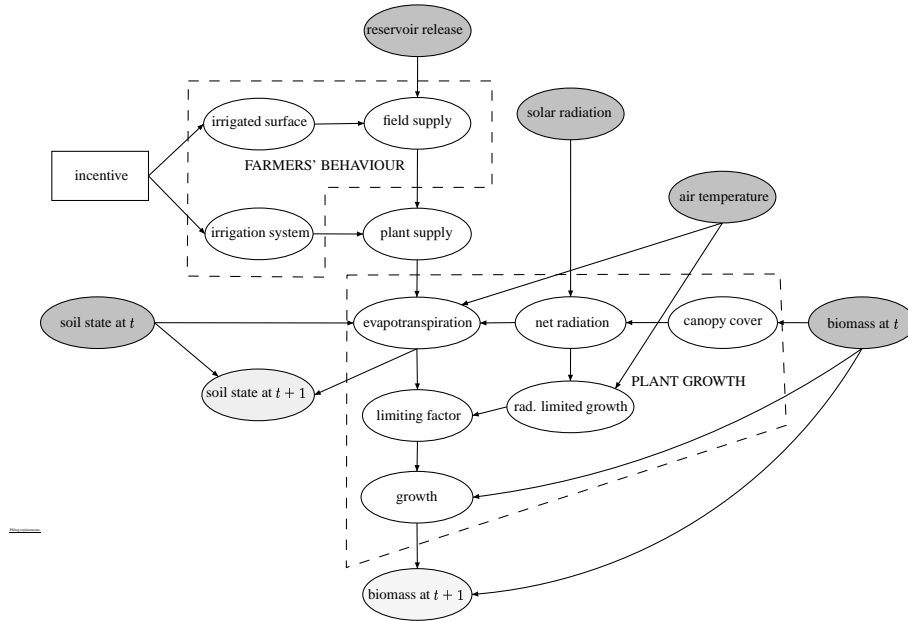 reservoir release
irrigated surface
field supply
solar radiation
FARMERS' BEHAVIOUR
incentive
air temperature
irrigation system
plant supply
soil state at t
evapotranspiration
net radiation
canopy cover
biomass at t
PLANT GROWTH
soil state at t + 1
limiting factor
rad. limited growth
growth
PSfrag replacements
biomass at t + 1